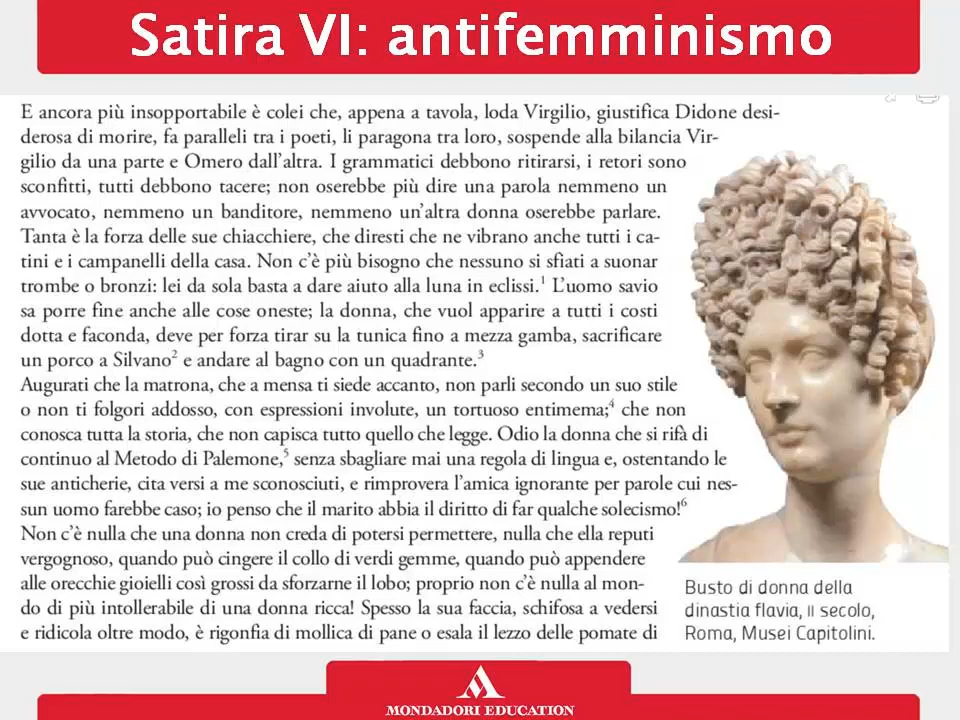 Satira VI: antifemminismo
E ancora più insopportabile è colei che, appena a tavola, loda Virgilio, giustifica Didone desi-
derosa di morire, fa paralleli tra i poeti, li paragona tra loro, sospende alla bilancia Vir-
gilio da una parte e Omero dall'altra. I grammatici debbono ritirarsi, i retori sono
sconfitti, tutti debbono tacere; non oserebbe più dire una parola nemmeno un
avvocato, nemmeno un banditore, nemmeno un'altra donna oserebbe parlare.
Tanta è la forza delle sue chiacchiere, che diresti che ne vibrano anche tutti i ca-
tini e i campanelli della casa. Non c'è più bisogno che nessuno si sfiati a suonar
trombe o bronzi: lei da sola basta a dare aiuto alla luna in eclissi.¹ L'uomo savio
sa porre fine anche alle cose oneste; la donna, che vuol apparire a tutti i costi
dotta e faconda, deve per forza tirar su la tunica fino a mezza gamba, sacrificare
un porco a Silvano² e andare al bagno con un quadrante.³
Augurati che la matrona, che a mensa ti siede accanto, non parli secondo un suo stile
o non ti folgori addosso, con espressioni involute, un tortuoso entimema;⁴ che non
conosca tutta la storia, che non capisca tutto quello che legge. Odio la donna che si rifà di
continuo al Metodo di Palemone,⁵ senza sbagliare mai una regola di lingua e, ostentando le
sue anticherie, cita versi a me sconosciuti, e rimprovera l'amica ignorante per parole cui nes-
sun uomo farebbe caso; io penso che il marito abbia il diritto di far qualche solecismo!⁶
Non c'è nulla che una donna non creda di potersi permettere, nulla che ella reputi
vergognoso, quando può cingere il collo di verdi gemme, quando può appendere
alle orecchie gioielli così grossi da sforzarne il lobo; proprio non c'è nulla al mon-
do di più intollerabile di una donna ricca! Spesso la sua faccia, schifosa a vedersi
e ridicola oltre modo, è rigonfia di mollica di pane o esala il lezzo delle pomate di
Busto di donna della
dinastia flavia, II secolo,
Roma, Musei Capitolini.
MONDADORI EDUCATION